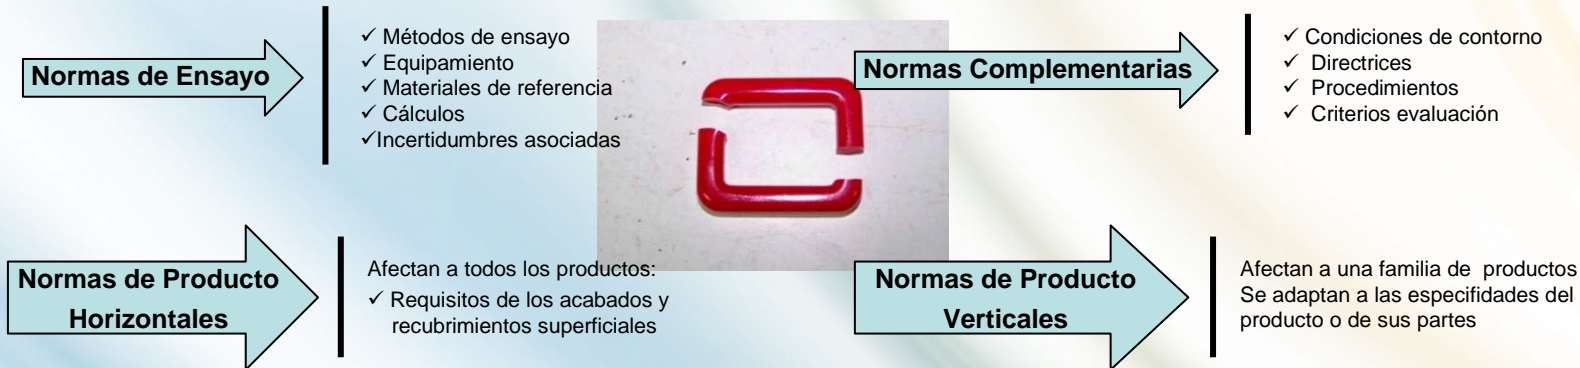 Normas de Ensayo
✓ Métodos de ensayo
✓ Equipamiento
✓ Materiales de referencia
✓ Cálculos
✓Incertidumbres asociadas
Normas Complementarias
✓ Condiciones de contorno
✓ Directrices
✓ Procedimientos
✓ Criterios evaluación
Normas de Producto
Horizontales
Afectan a todos los productos:
✓ Requisitos de los acabados y
recubrimientos superficiales
Normas de Producto
Verticales
Afectan a una familia de productos
Se adaptan a las especifidades del
producto o de sus partes